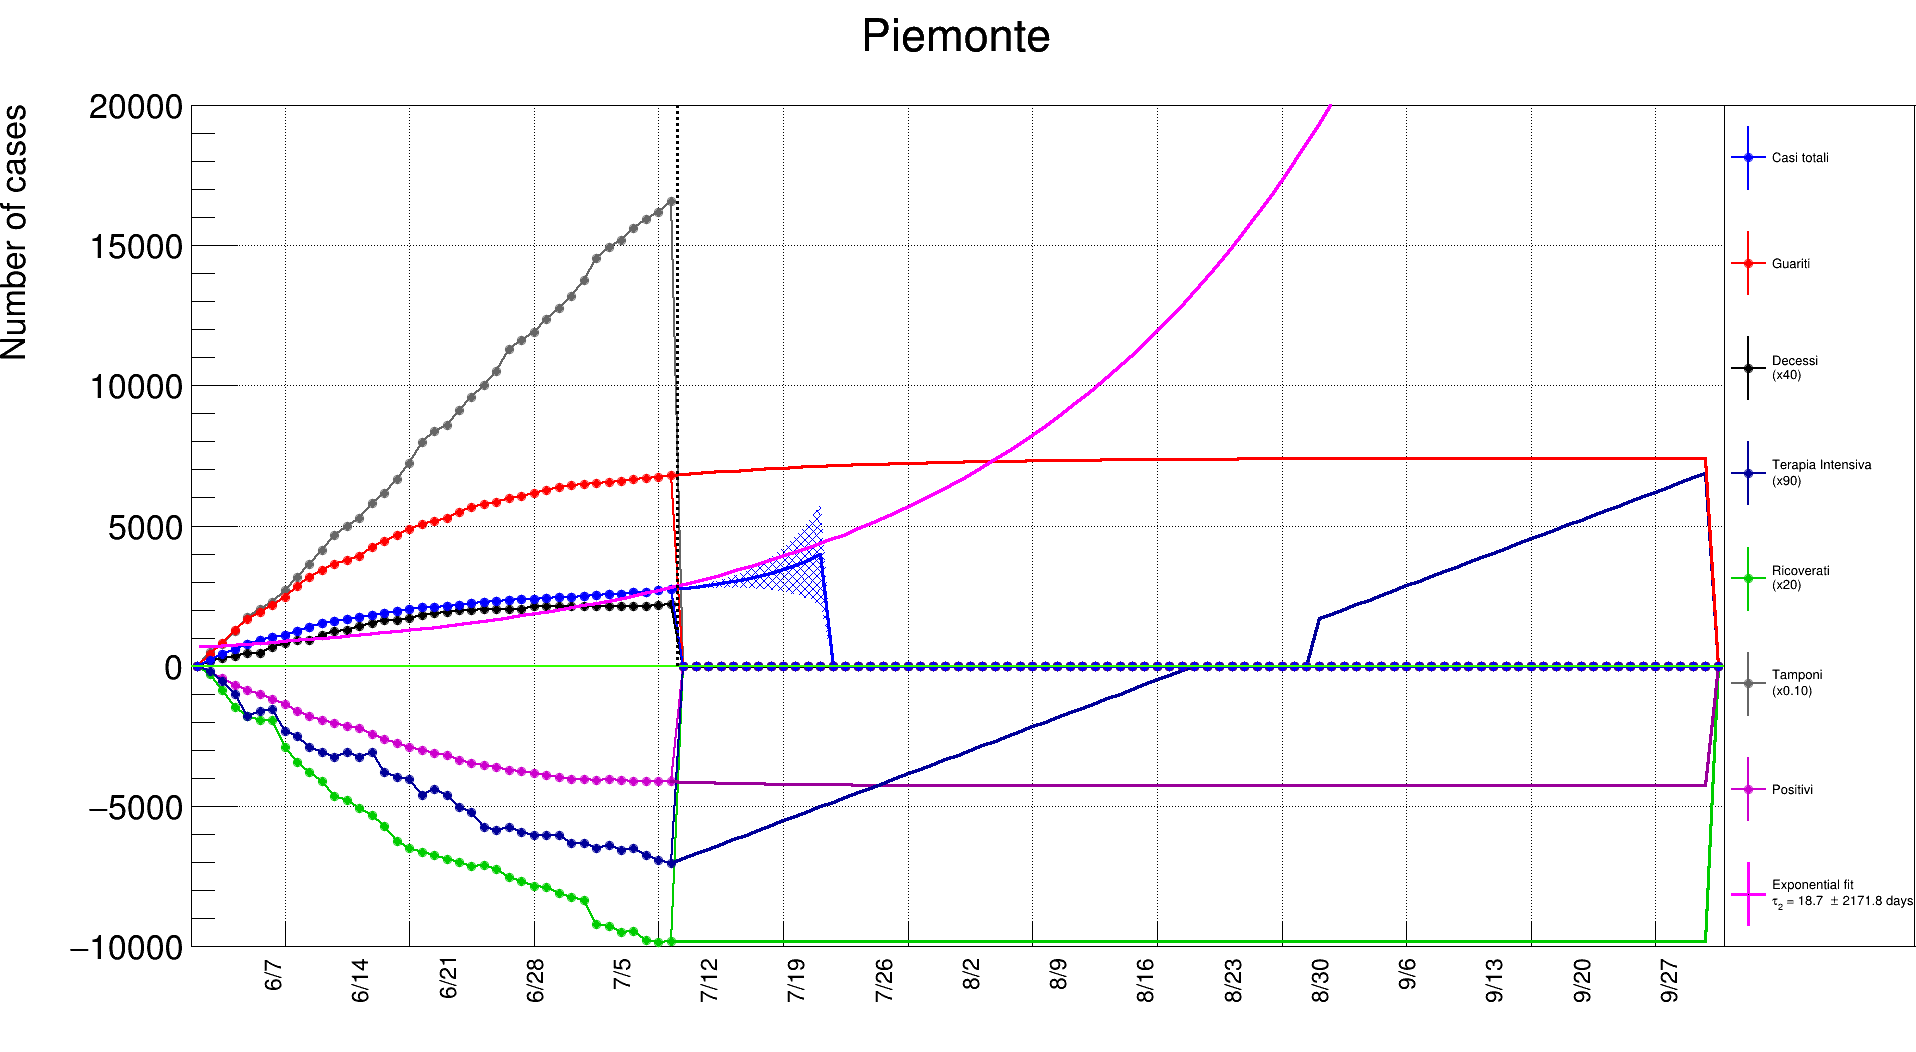 Piemonte
Number of cases
20000
15000
10000
5000
0
−5000
−10000
6/7
6/14
6/21
6/28
7/5
7/12
7/19
7/26
8/2
8/9
8/16
8/23
8/30
9/6
9/13
9/20
9/27
Casi totali
Guariti
Decessi
(x40)
Terapia Intensiva
(x90)
Ricoverati
(x20)
Tamponi
(x0.10)
Positivi
Exponential fit
τ2 = 18.7 ± 2171.8 days